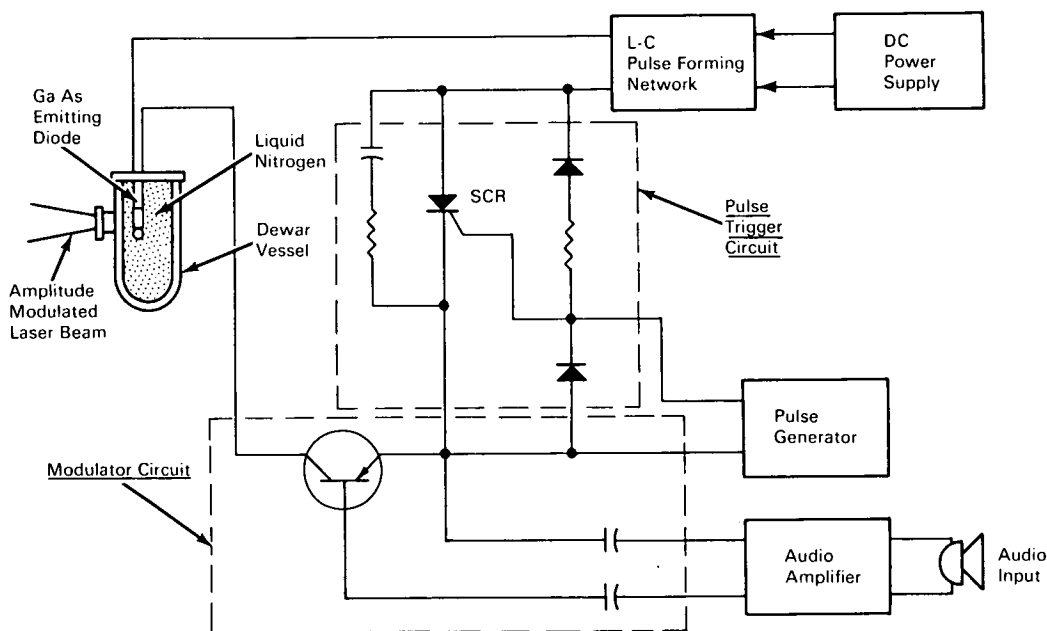 L-C
Pulse Forming
Network
DC
Power
Supply
Ga As
Emitting
Diode
Liquid
Nitrogen
Dewar
Vessel
Amplitude
Modulated
Laser Beam
SCR
Pulse
Trigger
Circuit
Pulse
Generator
Modulator Circuit
Audio
Amplifier
Audio
Input